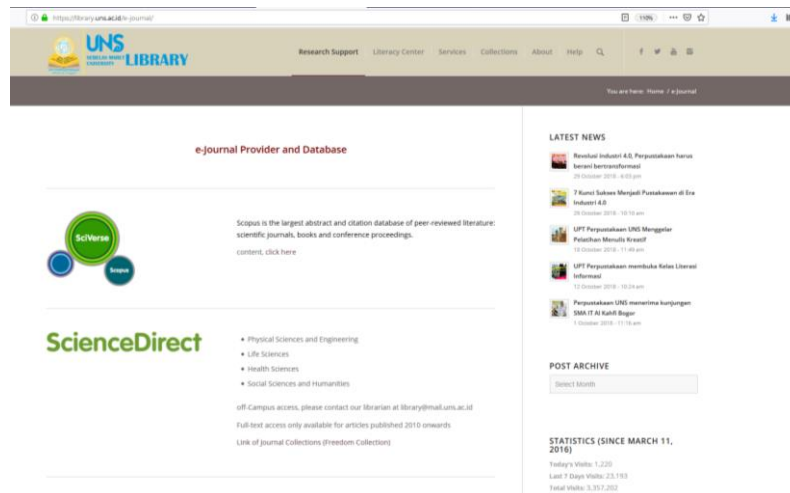 https://library.uns.ac.id/e-journal/
110%
UNS
SEBELAS MARET
UNIVERSITY
LIBRARY
Research Support Literacy Center Services Collections About Help
You are here: Home / e-Journal
e-Journal Provider and Database
SciVerse
Scopus
Scopus is the largest abstract and citation database of peer-reviewed literature:
scientific journals, books and conference proceedings.
content, click here
ScienceDirect
• Physical Sciences and Engineering
• Life Sciences
• Health Sciences
• Social Sciences and Humanities
off-Campus access, please contact our librarian at library@mail.uns.ac.id
Full-text access only available for articles published 2010 onwards
Link of Journal Collections (Freedom Collection)
LATEST NEWS
Revolusi Industri 4.0, Perpustakaan harus
berani bertransformasi
29 October 2018 - 6:03 pm
7 Kunci Sukses Menjadi Pustakawan di Era
Industri 4.0
26 October 2018 - 10:16 am
UPT Perpustakaan UNS Menggelar
Pelatihan Menulis Kreatif
15 October 2018 - 11:49 am
UPT Perpustakaan membuka Kelas Literasi
Informasi
12 October 2018 - 10:24 am
Perpustakaan UNS menerima kunjungan
SMA IT Al Kahfi Bogor
1 October 2018 - 11:16 am
POST ARCHIVE
Select Month
STATISTICS (SINCE MARCH 11,
2016)
Today's Visits: 1,220
Last 7 Days Visits: 23,193
Total Visits: 3,357,202